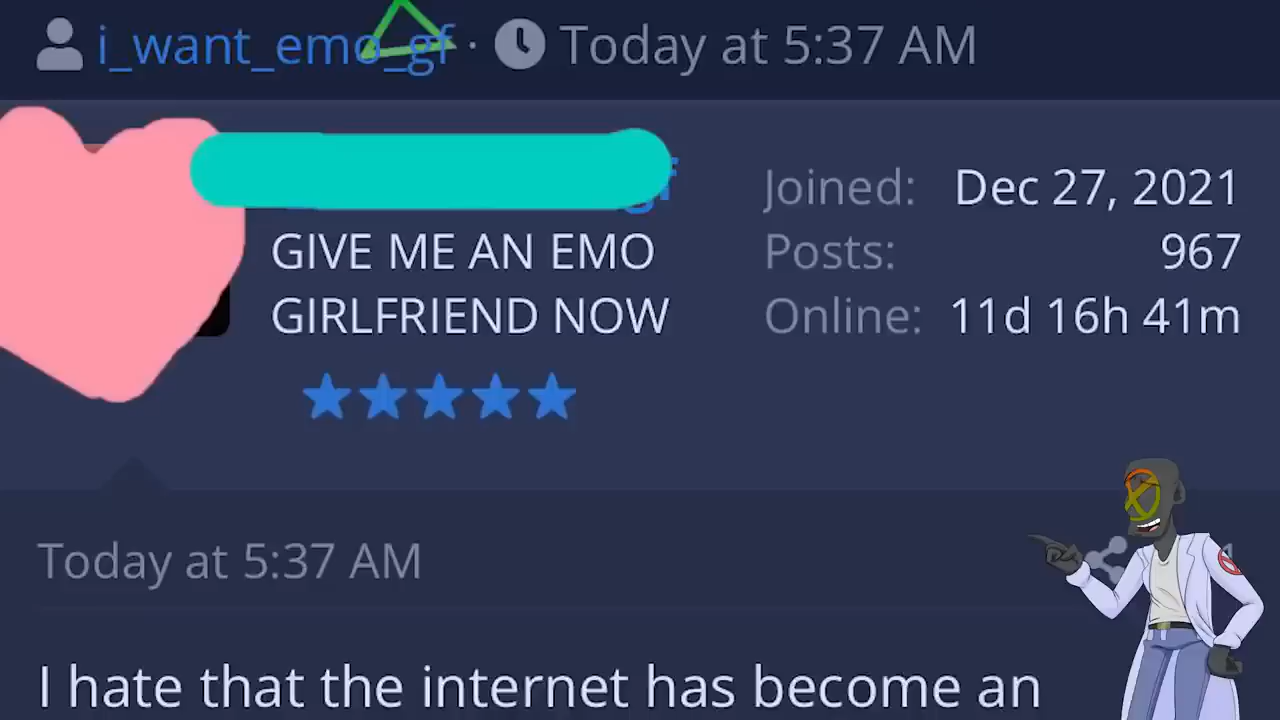 i_want_emo_gf · Today at 5:37 AM
GIVE ME AN EMO
GIRLFRIEND NOW
Joined: Dec 27, 2021
Posts: 967
Online: 11d 16h 41m
Today at 5:37 AM
I hate that the internet has become an